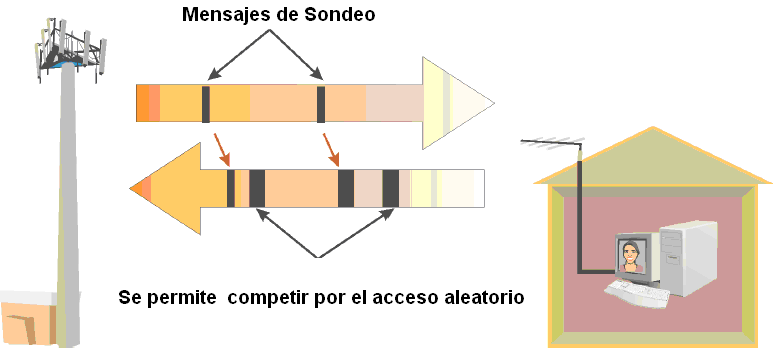 Mensajes de Sondeo
Se permite competir por el acceso aleatorio